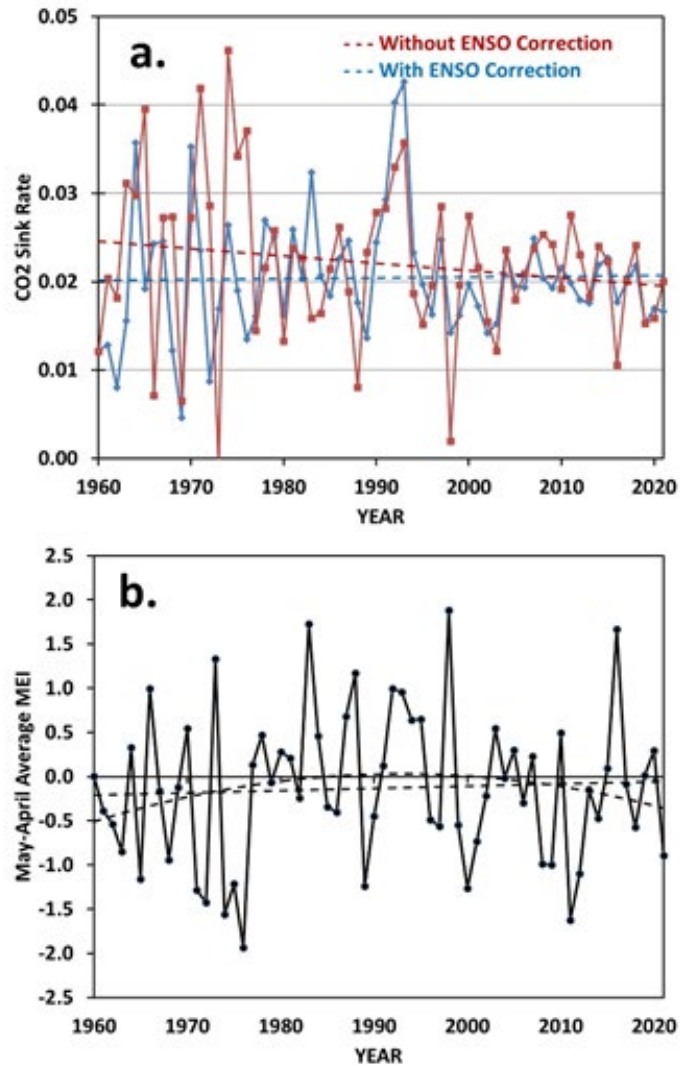 a.
Without ENSO Correction
With ENSO Correction
0.05
0.04
0.03
0.02
0.01
0.00
CO2 Sink Rate
1960 1970 1980 1990 2000 2010 2020
YEAR
b.
2.5
2.0
1.5
1.0
0.5
0.0
-0.5
-1.0
-1.5
-2.0
-2.5
May-April Average MEI
1960 1970 1980 1990 2000 2010 2020
YEAR